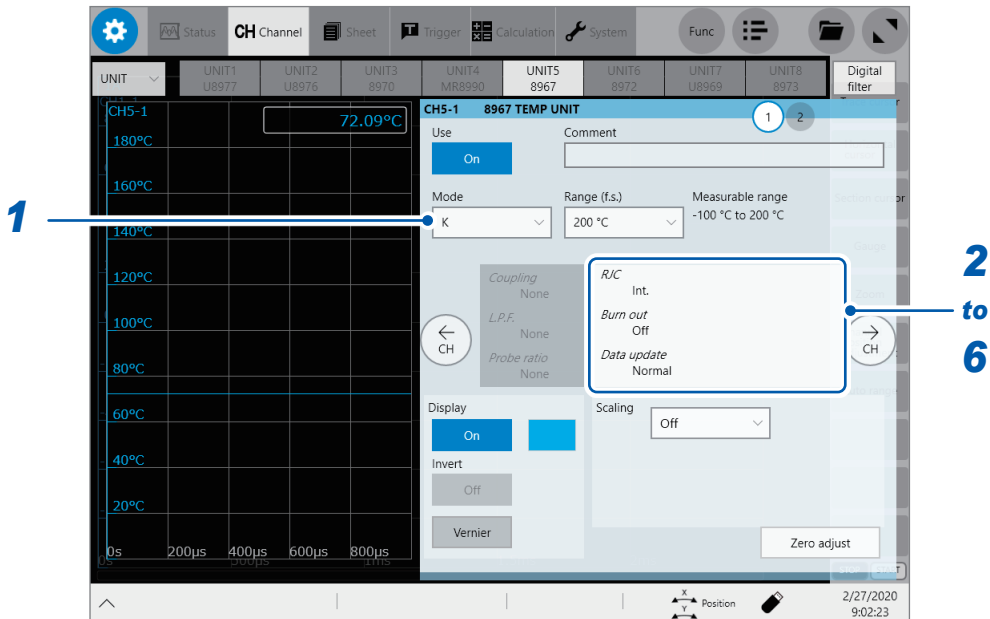 Status CH Channel Sheet Trigger Calculation System Func
UNIT UNIT1 UNIT2 UNIT3 UNIT4 UNIT5 UNIT6 UNIT7 UNIT8 Digital
U8977 U8976 8970 MR8990 8967 8972 U8969 8973 filter
CH5-1
72.09°C
180°C
160°C
140°C
120°C
100°C
80°C
60°C
40°C
20°C
0s 200µs 400µs 600µs 800µs
CH5-1 8967 TEMP UNIT 1 2
Use Comment
On
Mode Range (f.s.) Measurable range
K 200 °C -100 °C to 200 °C
1
Coupling
None
L.P.F.
None
Probe ratio
None
RJC
Int.
Burn out
Off
Data update
Normal
2
to
6
← CH
→ CH
Display Scaling
On Off
Invert
Off
Vernier
Zero adjust
X
Y
Position
2/27/2020
9:02:23